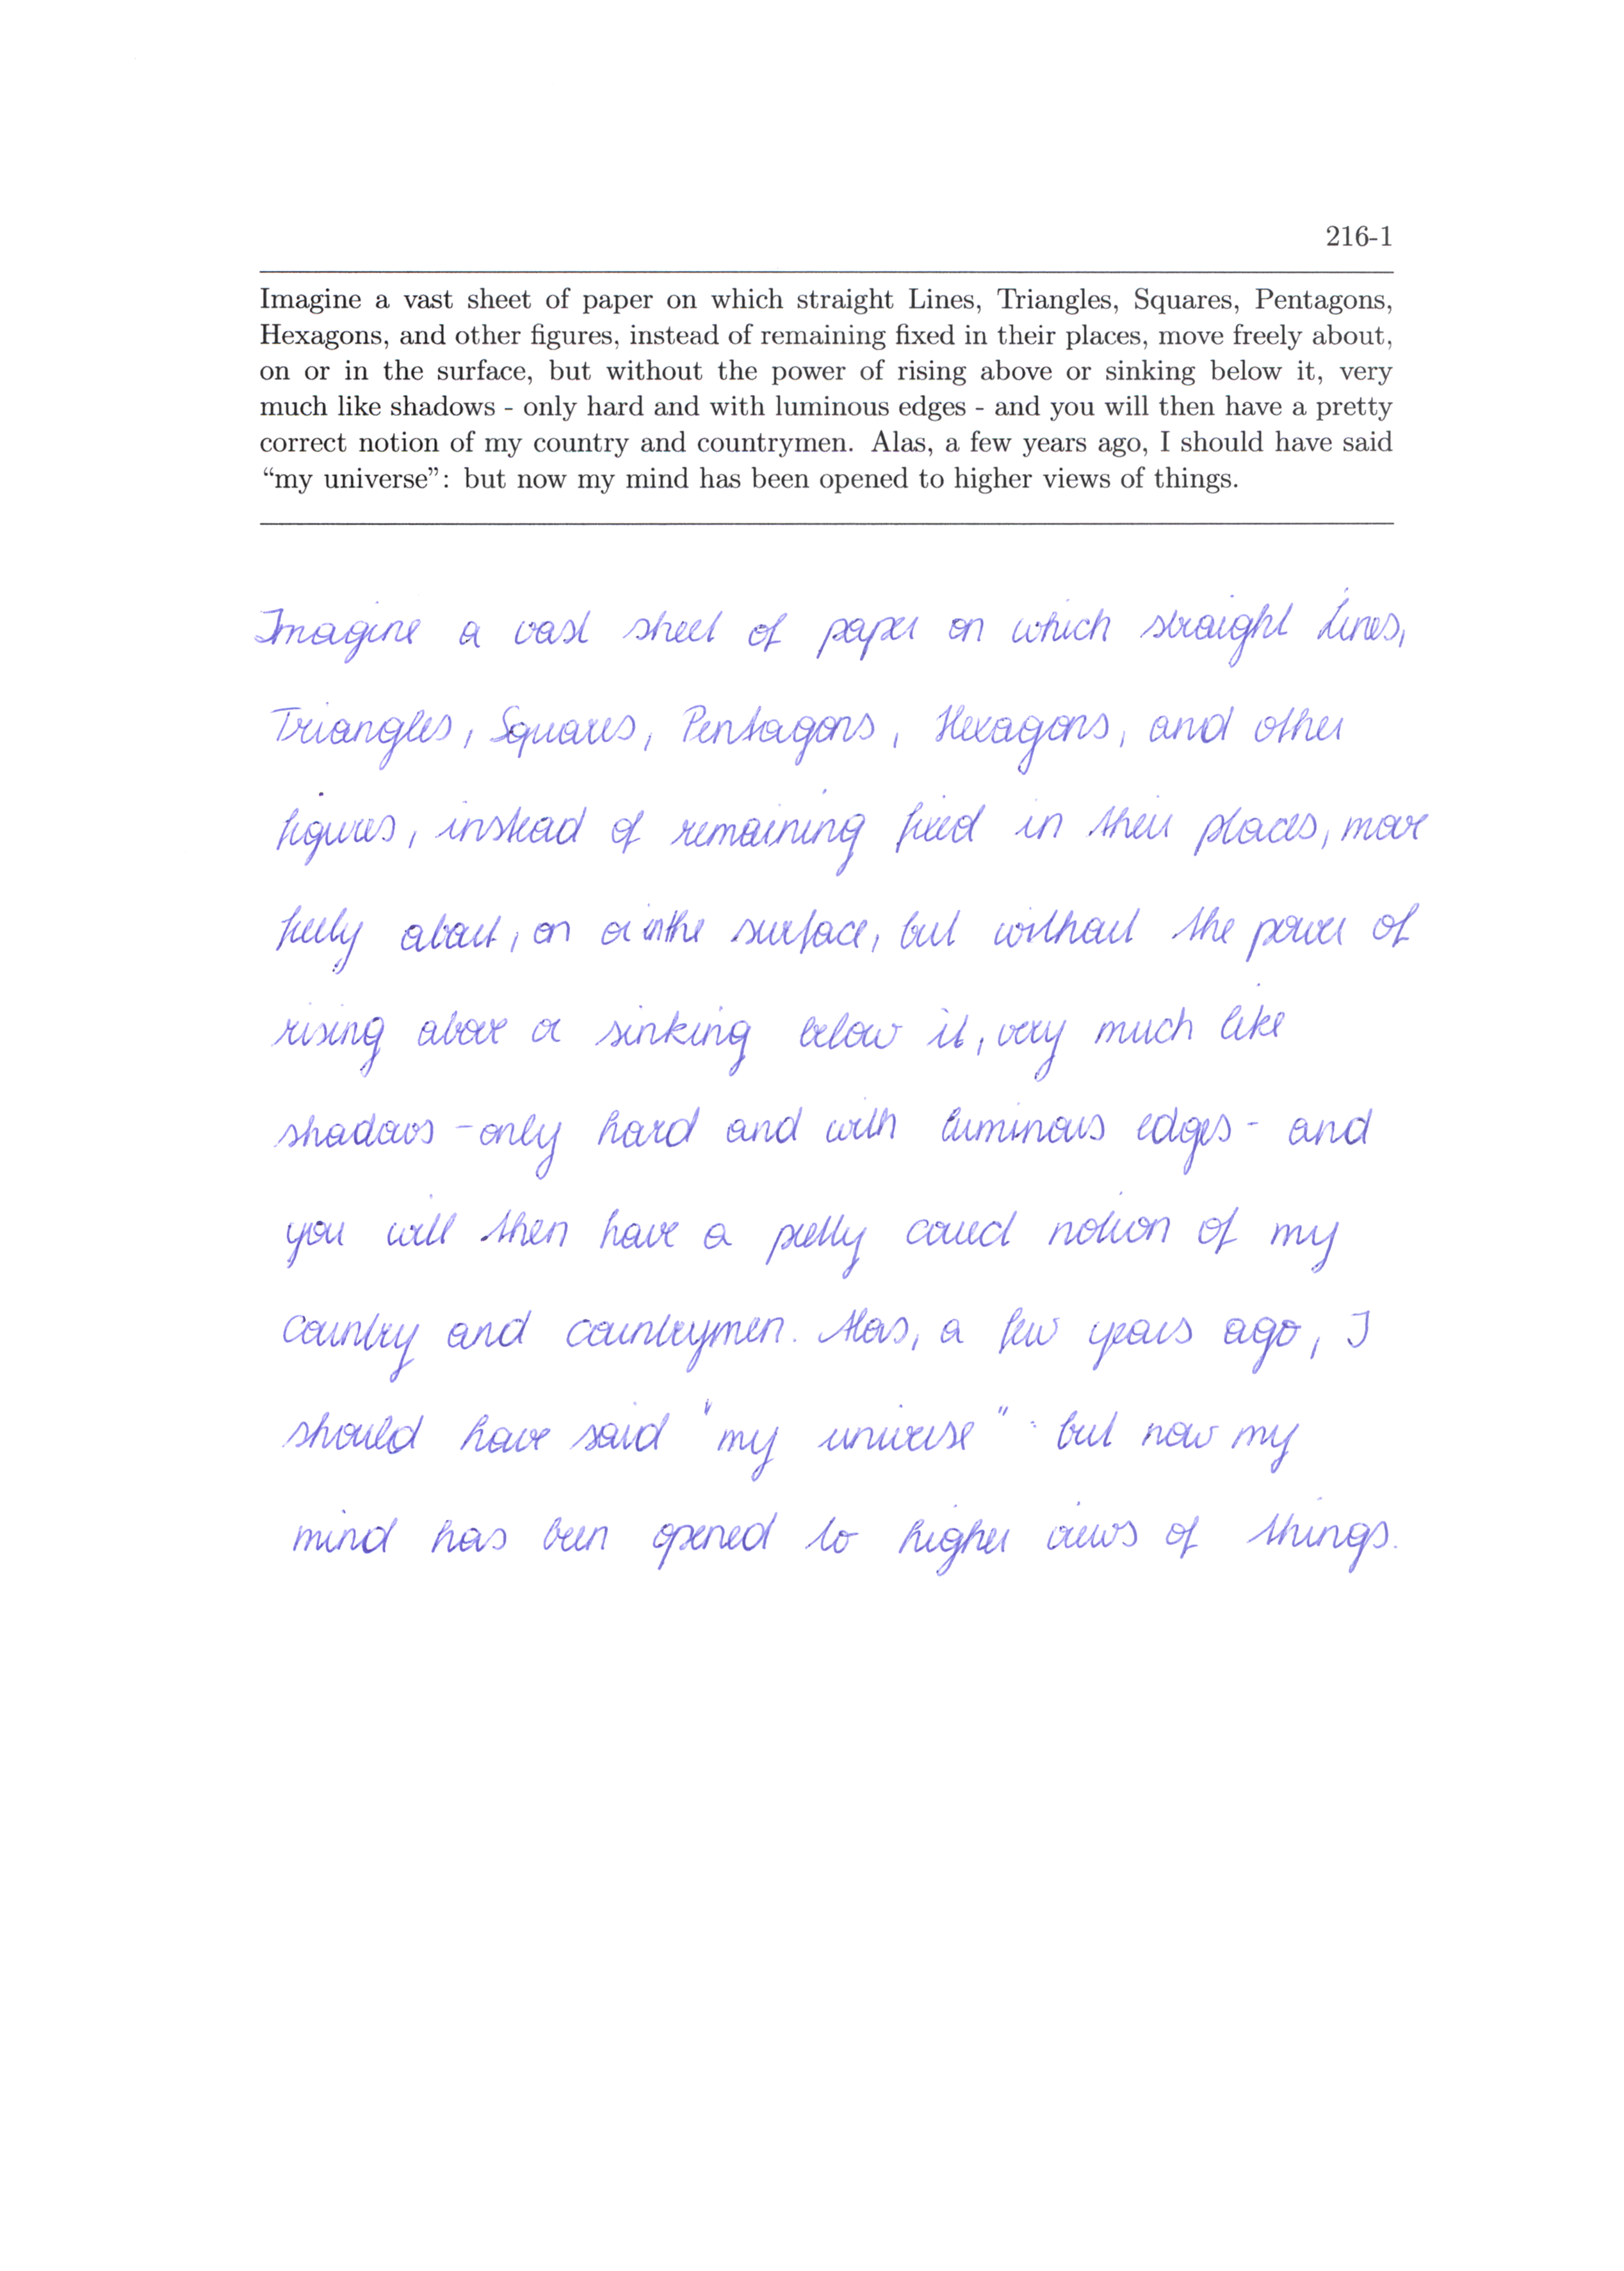 216-1
Imagine a vast sheet of paper on which straight Lines, Triangles, Squares, Pentagons,
Hexagons, and other figures, instead of remaining fixed in their places, move freely about,
on or in the surface, but without the power of rising above or sinking below it, very
much like shadows - only hard and with luminous edges - and you will then have a pretty
correct notion of my country and countrymen. Alas, a few years ago, I should have said
“my universe”: but now my mind has been opened to higher views of things.
Imagine a vast sheet of paper on which straight Lines,
Triangles, Squares, Pentagons, Hexagons, and other
figures, instead of remaining fixed in their places, move
freely about, on or in the surface, but without the power of
rising above or sinking below it, very much like
shadows - only hard and with luminous edges - and
you will then have a pretty correct notion of my
country and countrymen. Alas, a few years ago, I
should have said "my universe": but now my
mind has been opened to higher views of things.